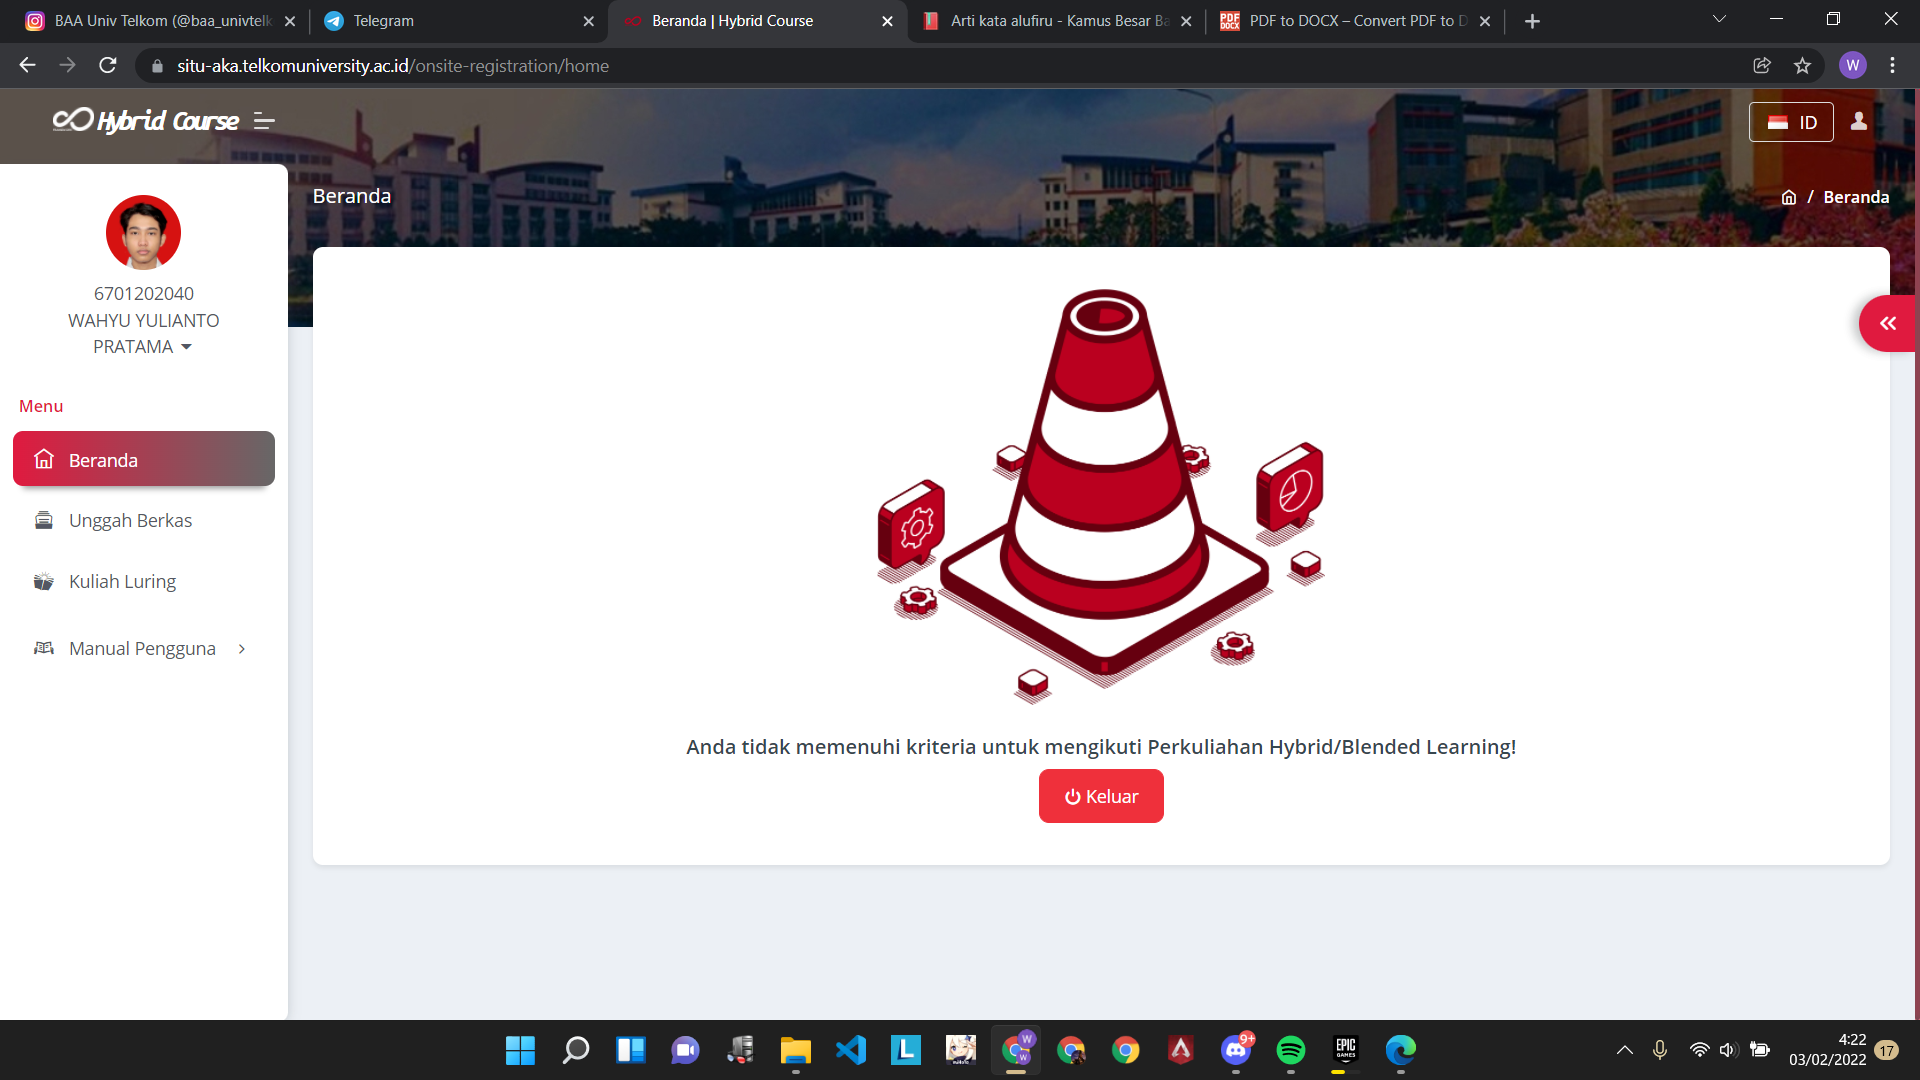 BAA Univ Telkom (@baa_univtelk
Telegram
Beranda | Hybrid Course
Arti kata alufiru - Kamus Besar Ba
PDF to DOCX – Convert PDF to D
situ-aka.telkomuniversity.ac.id/onsite-registration/home
W
Hybrid Course
ID
Beranda
/ Beranda
6701202040
WAHYU YULIANTO
PRATAMA
Menu
Beranda
Unggah Berkas
Kuliah Luring
Manual Pengguna
Anda tidak memenuhi kriteria untuk mengikuti Perkuliahan Hybrid/Blended Learning!
Keluar
L
W
W
9+
EPIC
GAMES
4:22
03/02/2022
17